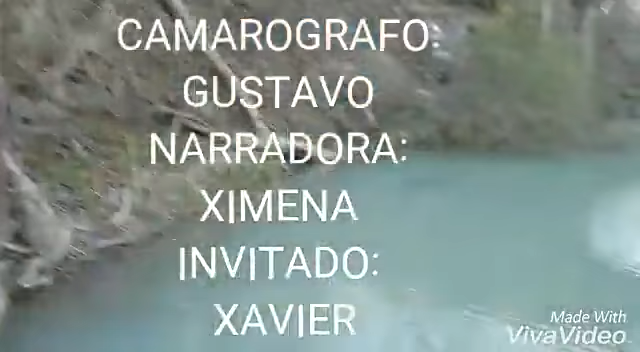 CAMAROGRAFO:
GUSTAVO
NARRADORA:
XIMENA
INVITADO:
XAVIER
Made With
VivaVideo